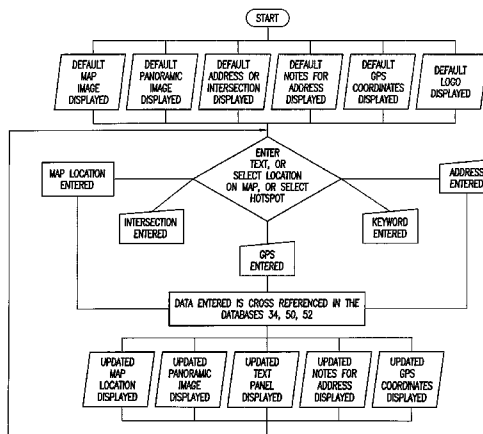 START
DEFAULT
MAP
IMAGE
DISPLAYED
DEFAULT
PANORAMIC
IMAGE
DISPLAYED
DEFAULT
ADDRESS OR
INTERSECTION
DISPLAYED
DEFAULT
NOTES FOR
ADDRESS
DISPLAYED
DEFAULT
GPS
COORDINATES
DISPLAYED
DEFAULT
LOGO
DISPLAYED
ENTER
TEXT, OR
SELECT LOCATION
ON MAP, OR SELECT
HOTSPOT
MAP LOCATION
ENTERED
ADDRESS
ENTERED
INTERSECTION
ENTERED
KEYWORD
ENTERED
GPS
ENTERED
DATA ENTERED IS CROSS REFERENCED IN THE
DATABASES 34, 50, 52
UPDATED
MAP
LOCATION
DISPLAYED
UPDATED
PANORAMIC
IMAGE
DISPLAYED
UPDATED
TEXT
PANEL
DISPLAYED
UPDATED
NOTES FOR
ADDRESS
DISPLAYED
UPDATED
GPS
COORDINATES
DISPLAYED